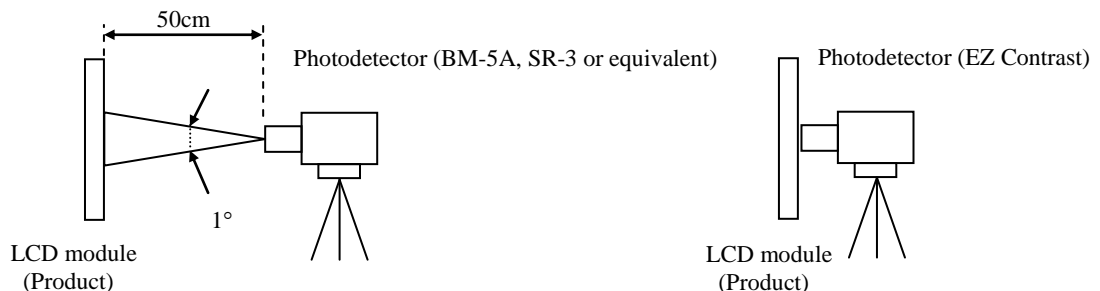 50cm
Photodetector (BM-5A, SR-3 or equivalent)
1°
LCD module
(Product)
Photodetector (EZ Contrast)
LCD module
(Product)